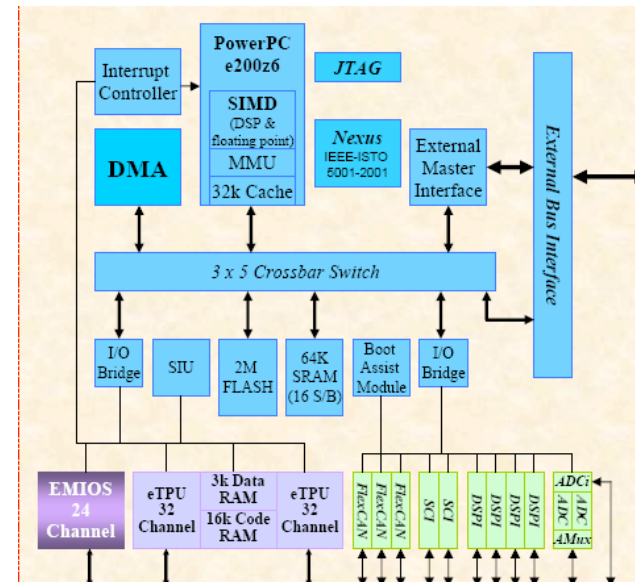 PowerPC
e200z6
SIMD
(DSP &
floating point)
MMU
32k Cache
Interrupt
Controller
DMA
JTAG
Nexus
IEEE-ISTO
5001-2001
External
Master
Interface
External Bus Interface
3 x 5 Crossbar Switch
I/O
Bridge
SIU
2M
FLASH
64K
SRAM
(16 S/B)
Boot
Assist
Module
I/O
Bridge
EMIOS
24
Channel
eTPU
32
Channel
3k Data
RAM
16k Code
RAM
eTPU
32
Channel
FlexCAN
FlexCAN
FlexCAN
SCI
SCI
DSPI
DSPI
DSPI
DSPI
ADCi
ADC
ADC
AMux